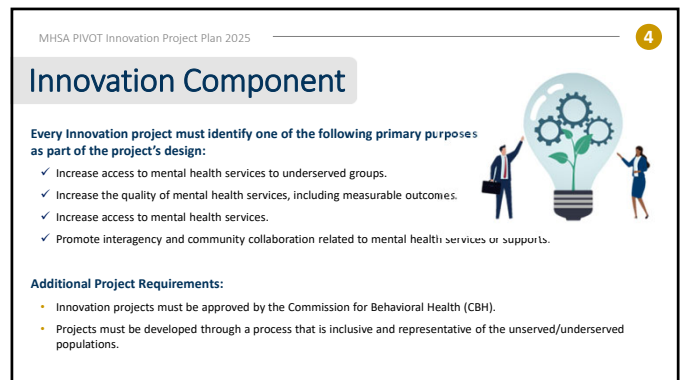 MHSA PIVOT Innovation Project Plan 2025
4
Innovation Component
Every Innovation project must identify one of the following primary purposes
as part of the project's design:
✓ Increase access to mental health services to underserved groups.
✓ Increase the quality of mental health services, including measurable outcomes.
✓ Increase access to mental health services.
✓ Promote interagency and community collaboration related to mental health services or supports.
Additional Project Requirements:
• Innovation projects must be approved by the Commission for Behavioral Health (CBH).
• Projects must be developed through a process that is inclusive and representative of the unserved/underserved
populations.